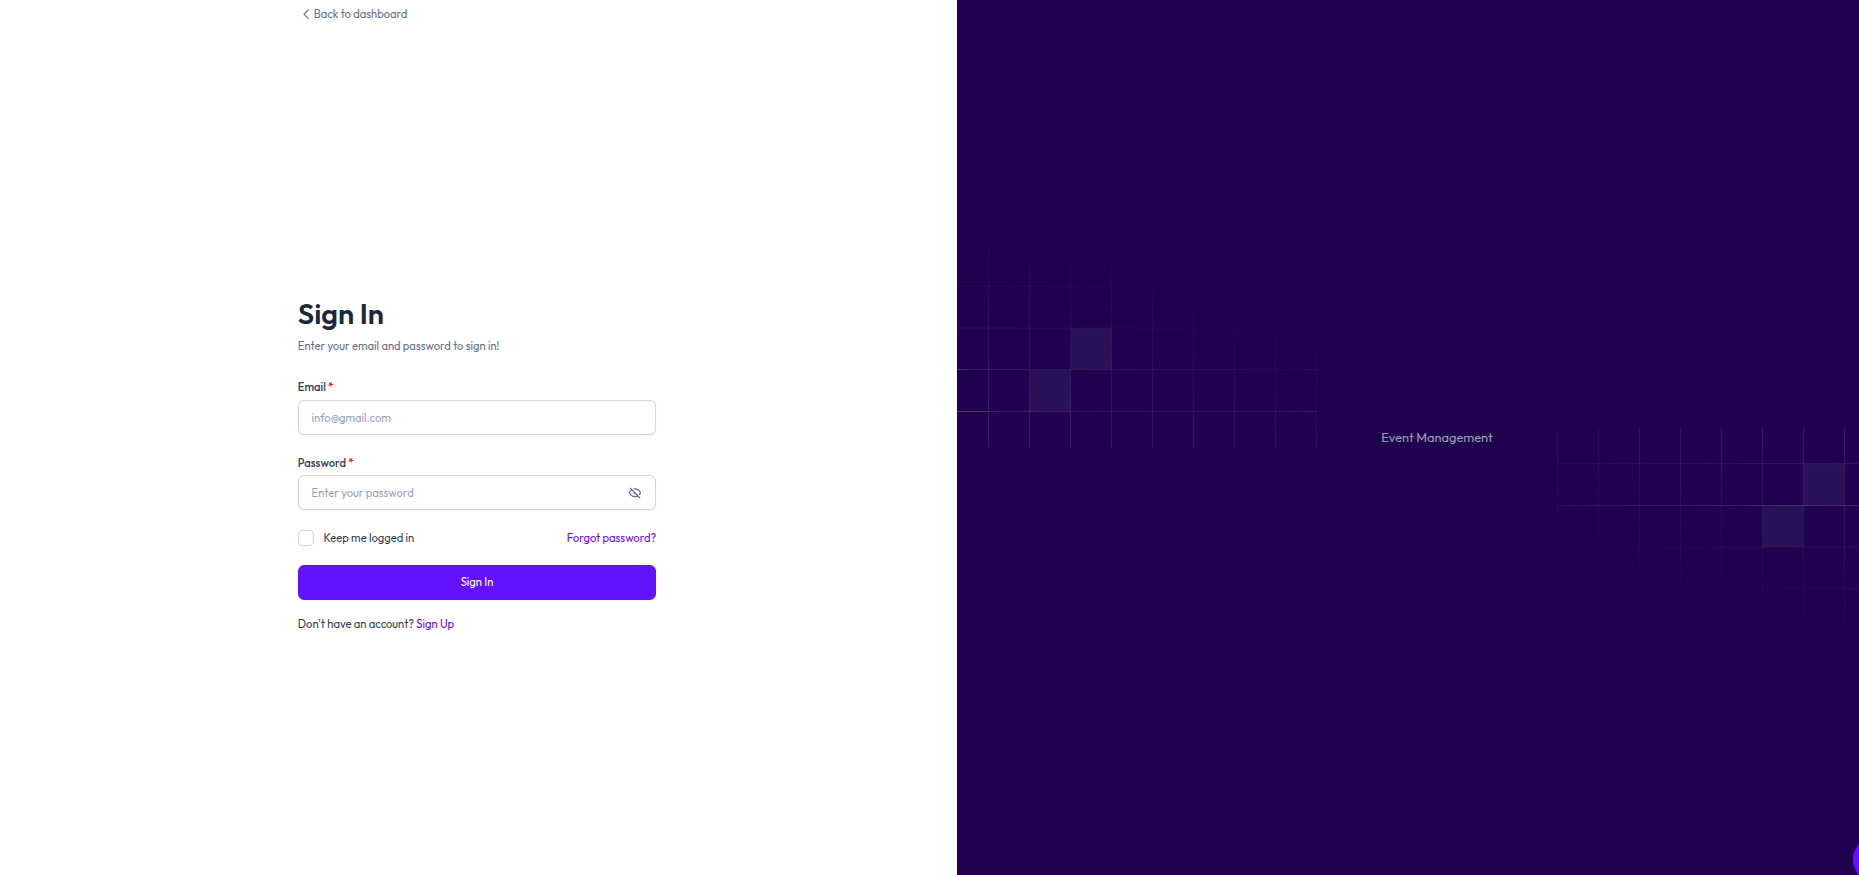 Back to dashboard
Sign In
Enter your email and password to sign in!
Email *
info@gmail.com
Password *
Enter your password
Keep me logged in
Forgot password?
Sign In
Don't have an account? Sign Up
Event Management